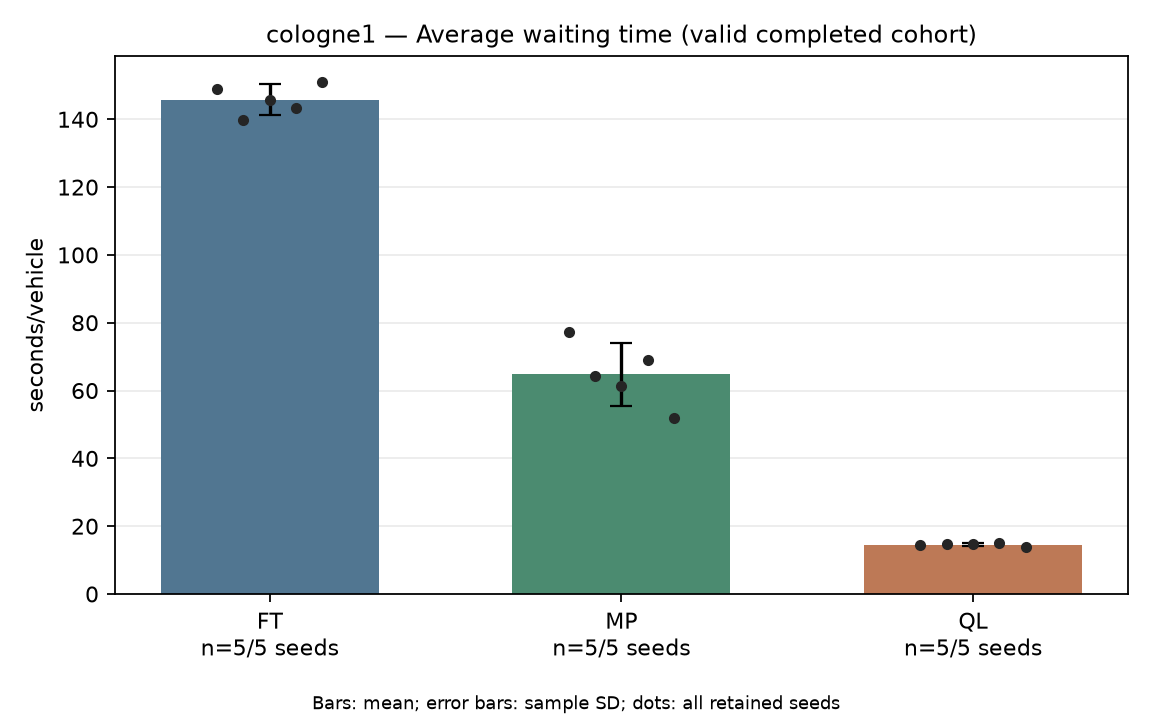 cologne1 — Average waiting time (valid completed cohort)
seconds/vehicle
140
120
100
80
60
40
20
0
FT
n=5/5 seeds
MP
n=5/5 seeds
QL
n=5/5 seeds
Bars: mean; error bars: sample SD; dots: all retained seeds